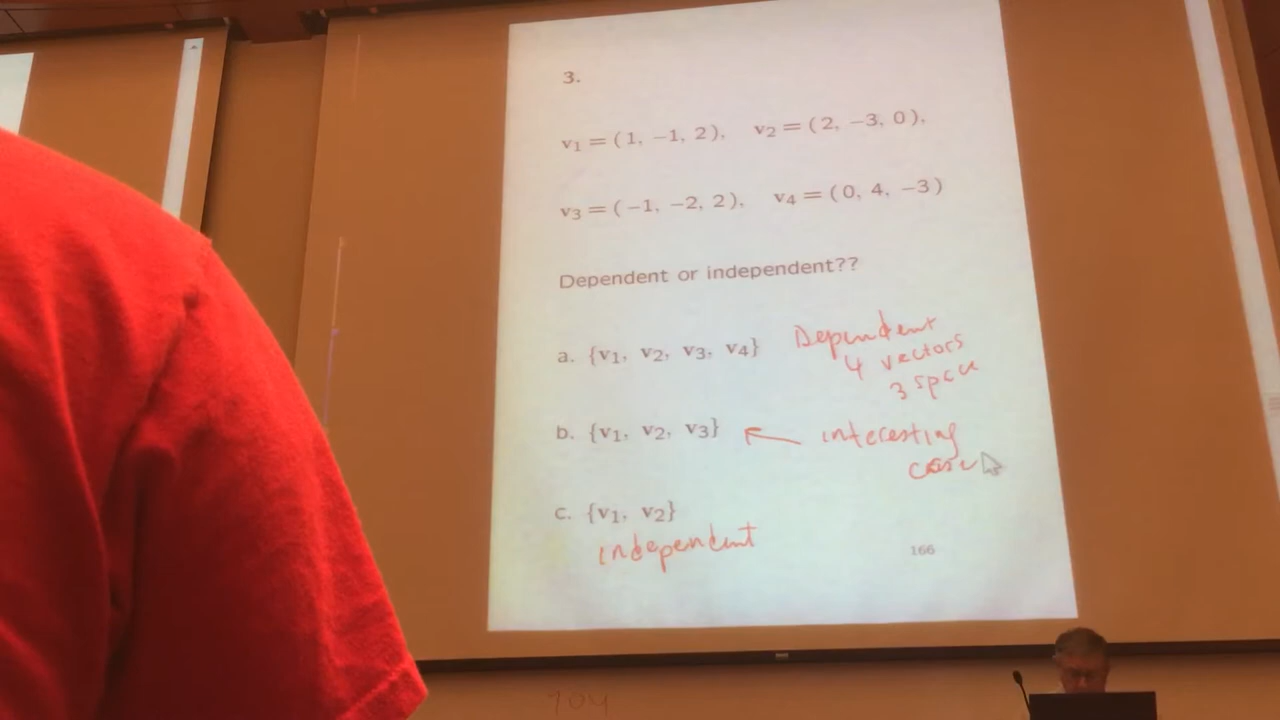 3.
v₁ = (1, −1, 2), v₂ = (2, −3, 0),
v₃ = (−1, −2, 2), v₄ = (0, 4, −3)
Dependent or independent??
a. {v₁, v₂, v₃, v₄} Dependent
4 vectors
3 space
b. {v₁, v₂, v₃} ← interesting
case
c. {v₁, v₂}
independent
166